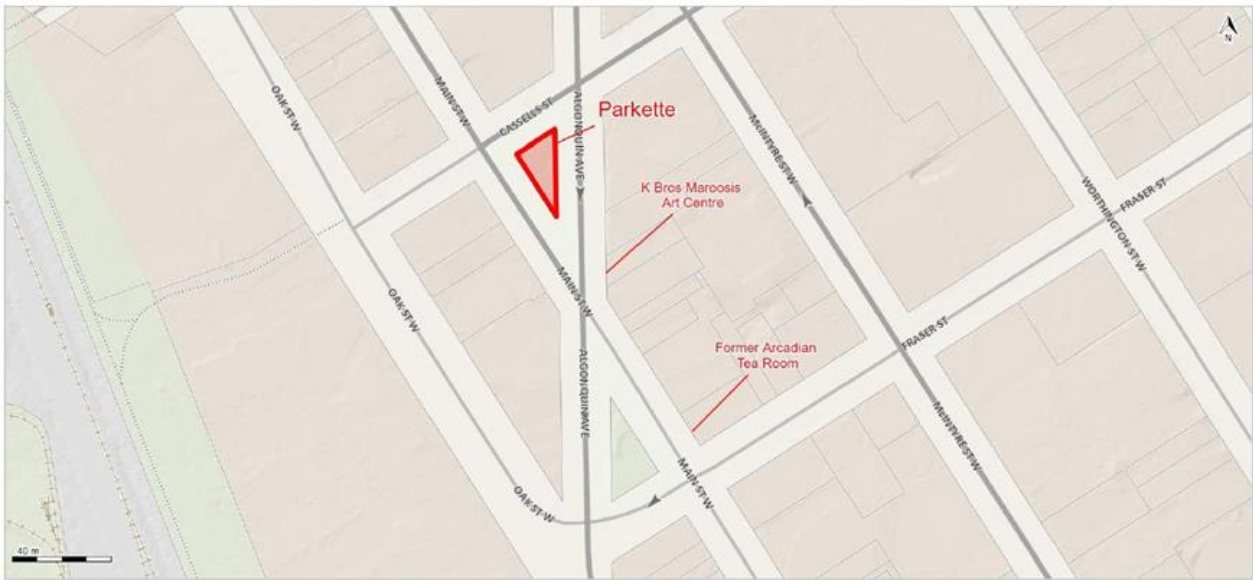 OAK ST W
MAIN ST W
CASSELLS ST
ALGONQUIN AVE
Parkette
K Bros Maroosis
Art Centre
McINTYRE ST W
WORTHINGTON ST W
FRASER ST
N
OAK ST W
MAIN ST W
ALGONQUIN AVE
Former Arcadian
Tea Room
FRASER ST
McINTYRE ST W
MAIN ST W
OAK ST W
40 m